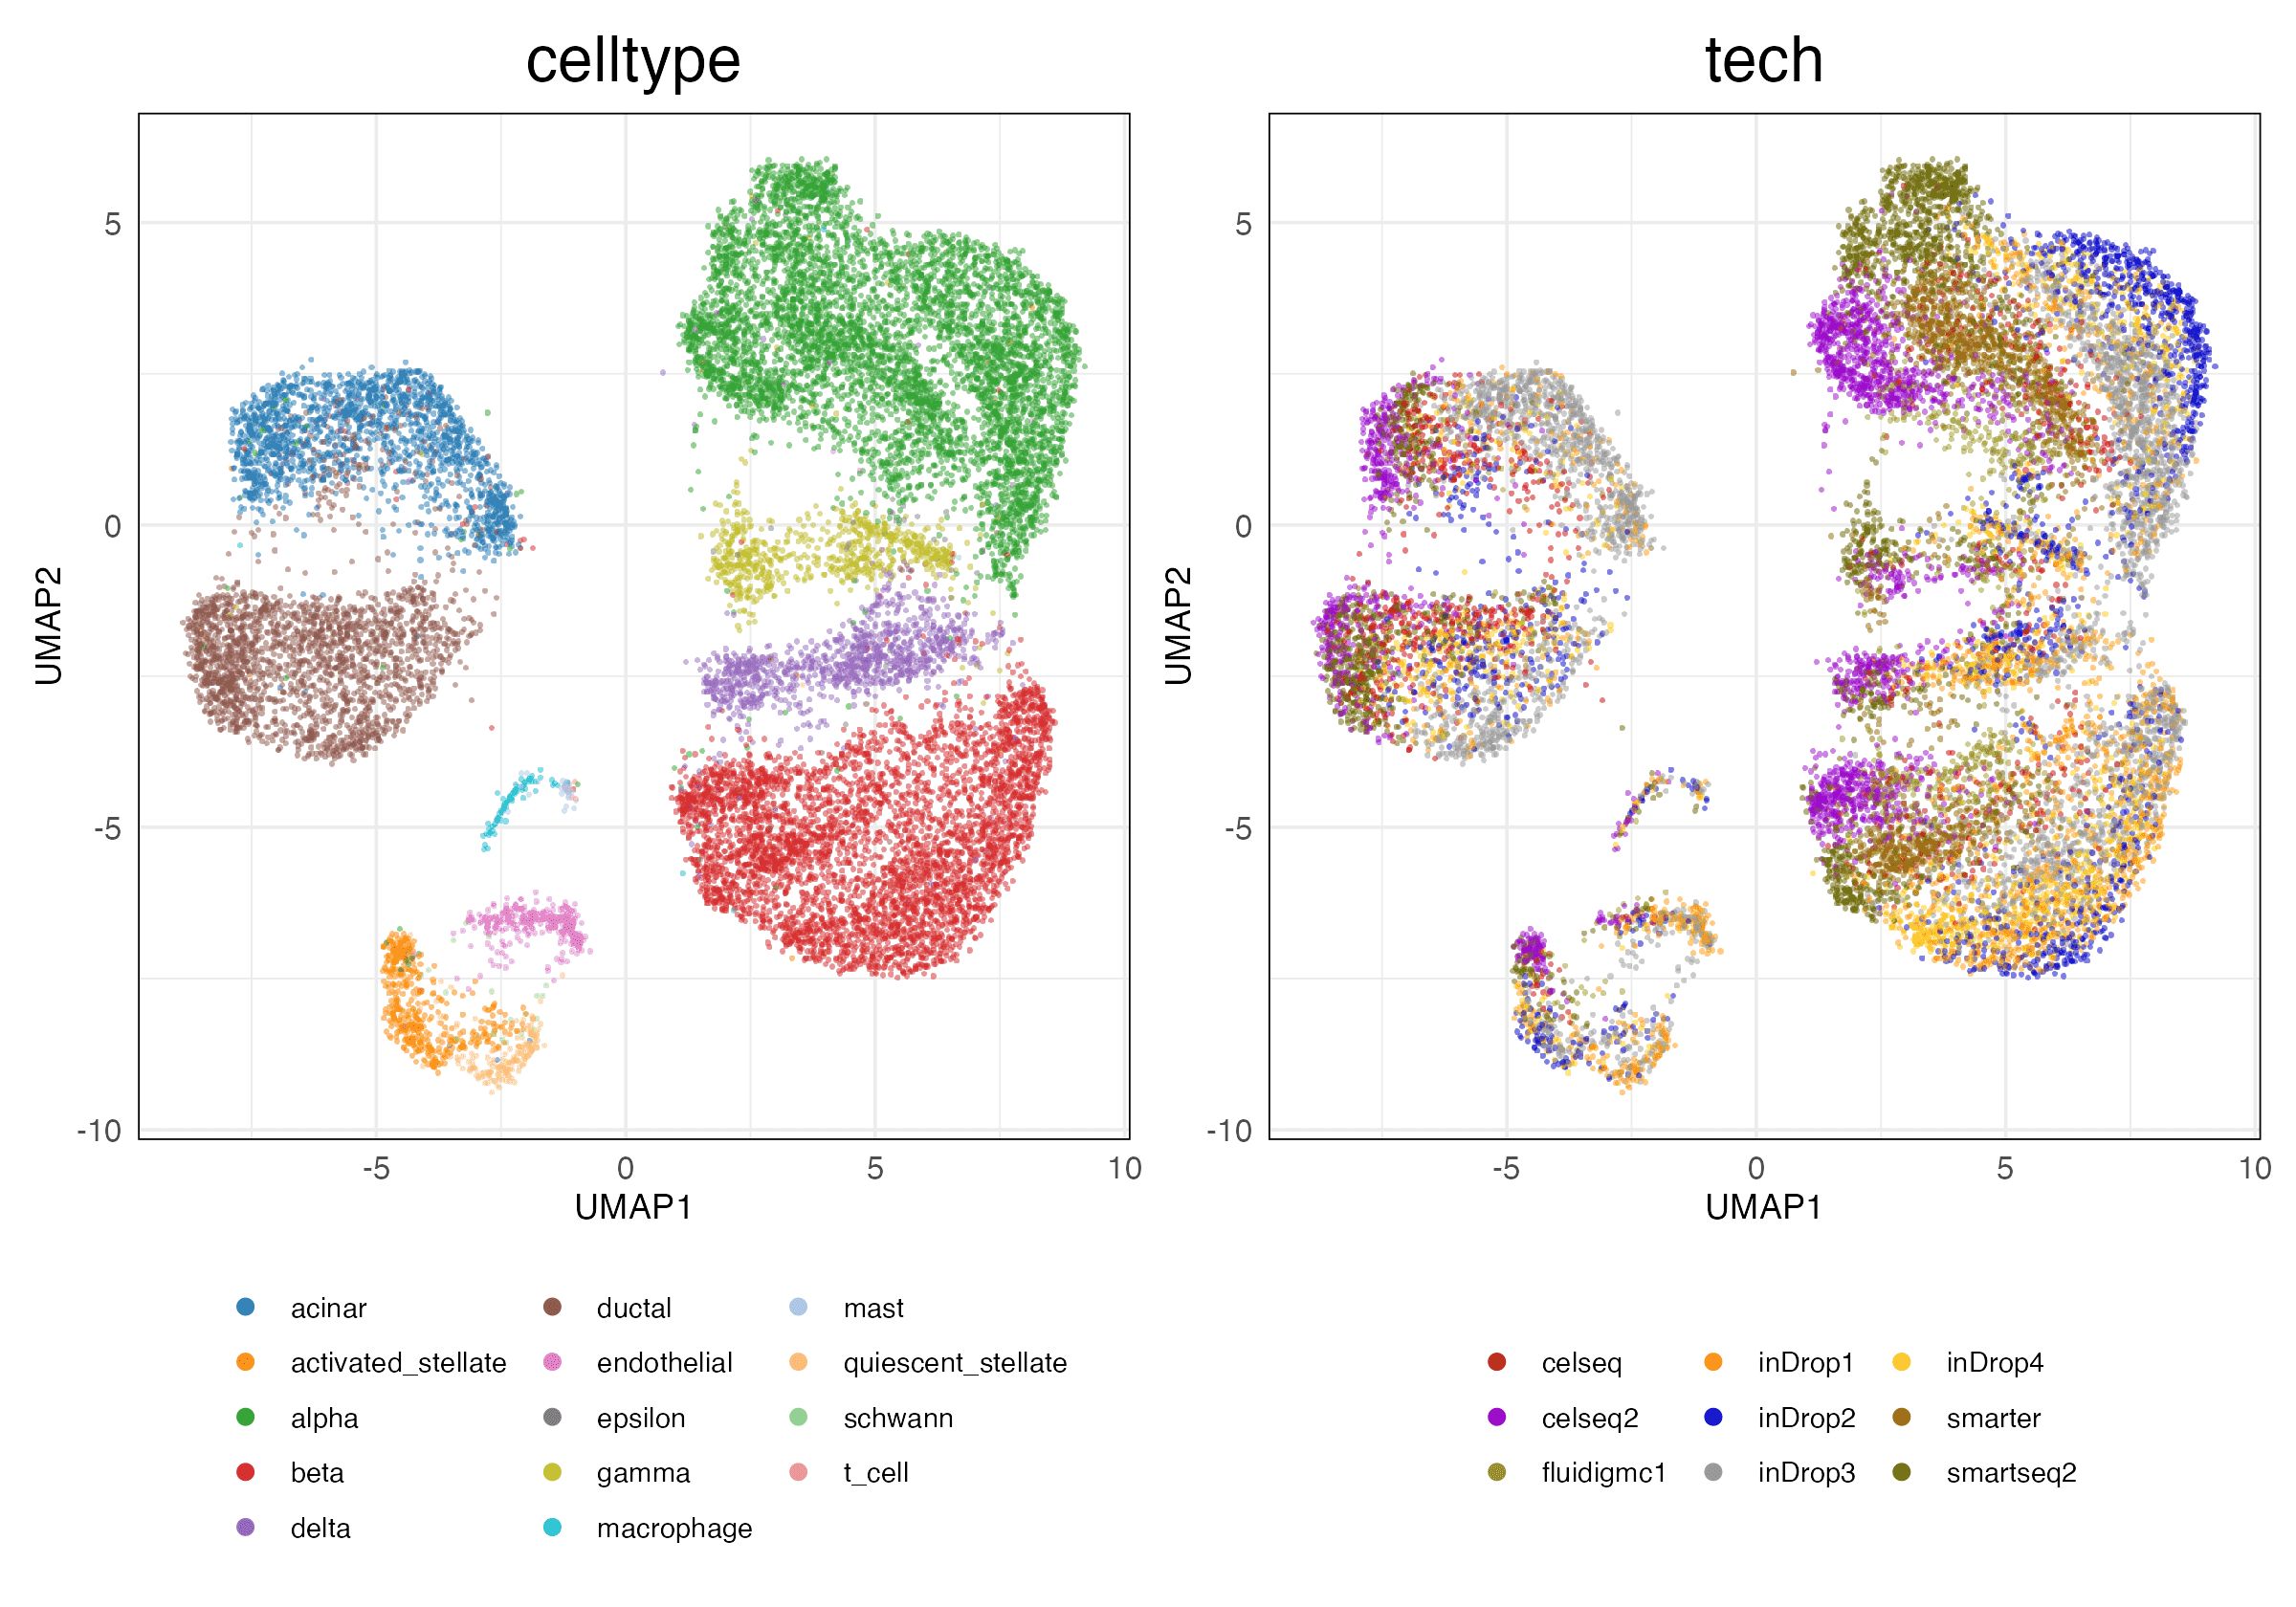 celltype
tech
5
0
-5
-10
UMAP2
-5
0
5
10
UMAP1
5
0
-5
-10
UMAP2
-5
0
5
10
UMAP1
acinar
activated_stellate
alpha
beta
delta
ductal
endothelial
epsilon
gamma
macrophage
mast
quiescent_stellate
schwann
t_cell
celseq
celseq2
fluidigmc1
inDrop1
inDrop2
inDrop3
inDrop4
smarter
smartseq2